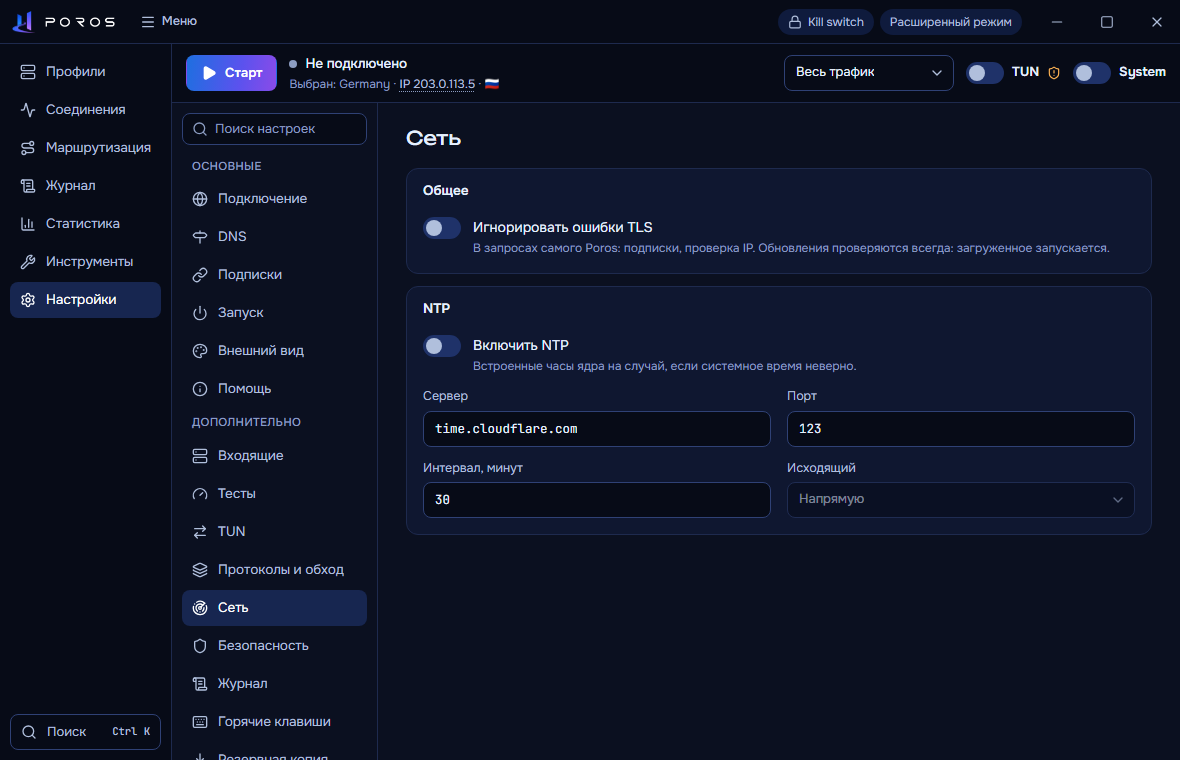 POROS
Меню
Kill switch
Расширенный режим
Профили
Соединения
Маршрутизация
Журнал
Статистика
Инструменты
Настройки
Поиск Ctrl K
Старт
Не подключено
Выбран: Germany · IP 203.0.113.5 ·
Весь трафик
TUN
System
Поиск настроек
ОСНОВНЫЕ
Подключение
DNS
Подписки
Запуск
Внешний вид
Помощь
ДОПОЛНИТЕЛЬНО
Входящие
Тесты
TUN
Протоколы и обход
Сеть
Безопасность
Журнал
Горячие клавиши
Резервная копия
Сеть
Общее
Игнорировать ошибки TLS
В запросах самого Poros: подписки, проверка IP. Обновления проверяются всегда: загруженное запускается.
NTP
Включить NTP
Встроенные часы ядра на случай, если системное время неверно.
Сервер
time.cloudflare.com
Порт
123
Интервал, минут
30
Исходящий
Напрямую